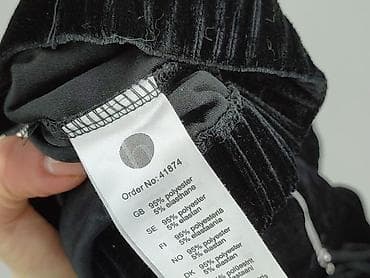 b
Order No: 41874
GB 95% polyester
5% elasthane
SE 95% polyester
5% elastan
FI 95% polyesteriä
5% elastaania
NO 95% polyester
5% elastan
DK 95% polyester
5% elastan